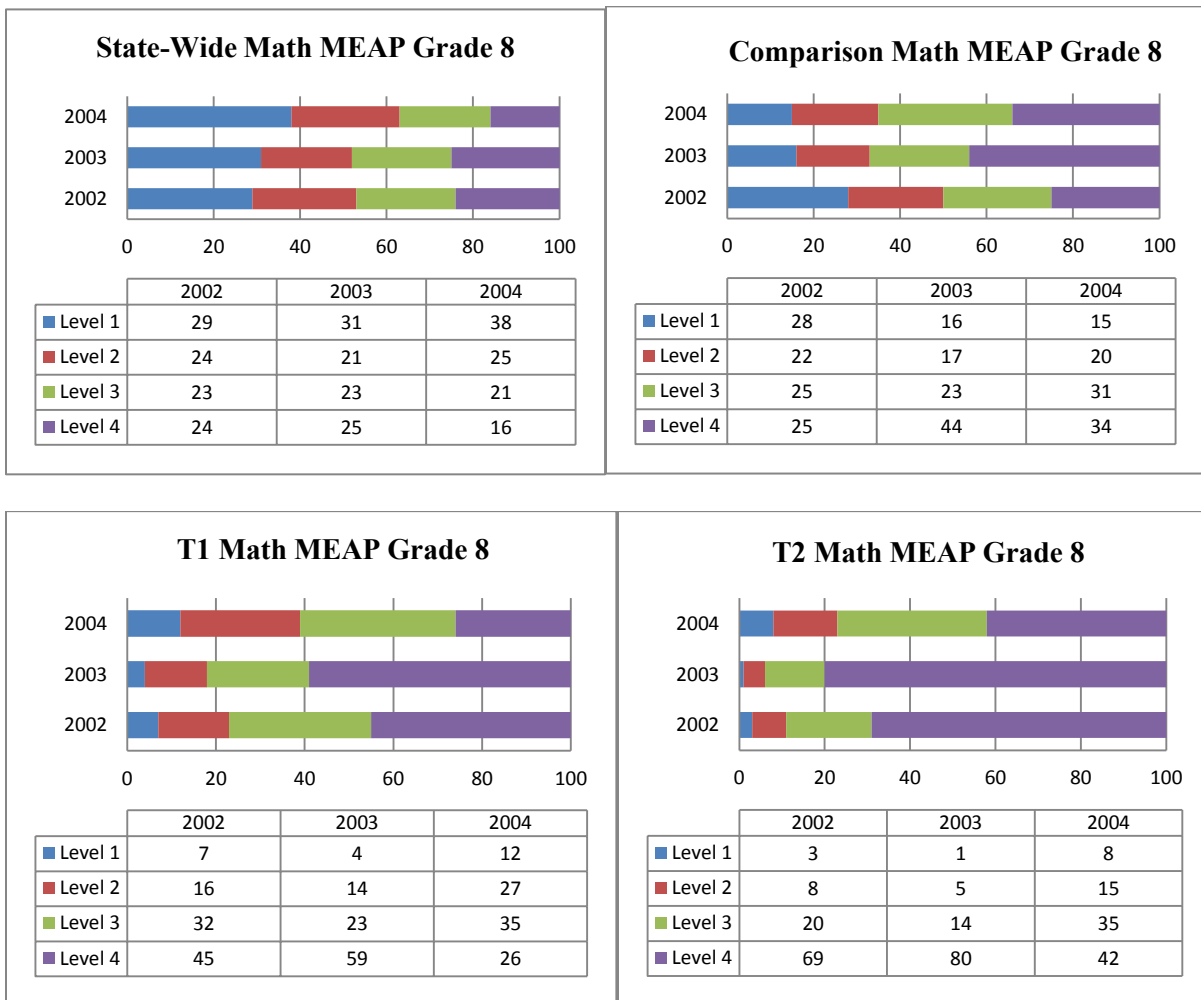 State-Wide Math MEAP Grade 8
2004
2003
2002
0 20 40 60 80 100
2002 2003 2004
Level 1 29 31 38
Level 2 24 21 25
Level 3 23 23 21
Level 4 24 25 16
Comparison Math MEAP Grade 8
2004
2003
2002
0 20 40 60 80 100
2002 2003 2004
Level 1 28 16 15
Level 2 22 17 20
Level 3 25 23 31
Level 4 25 44 34
T1 Math MEAP Grade 8
2004
2003
2002
0 20 40 60 80 100
2002 2003 2004
Level 1 7 4 12
Level 2 16 14 27
Level 3 32 23 35
Level 4 45 59 26
T2 Math MEAP Grade 8
2004
2003
2002
0 20 40 60 80 100
2002 2003 2004
Level 1 3 1 8
Level 2 8 5 15
Level 3 20 14 35
Level 4 69 80 42